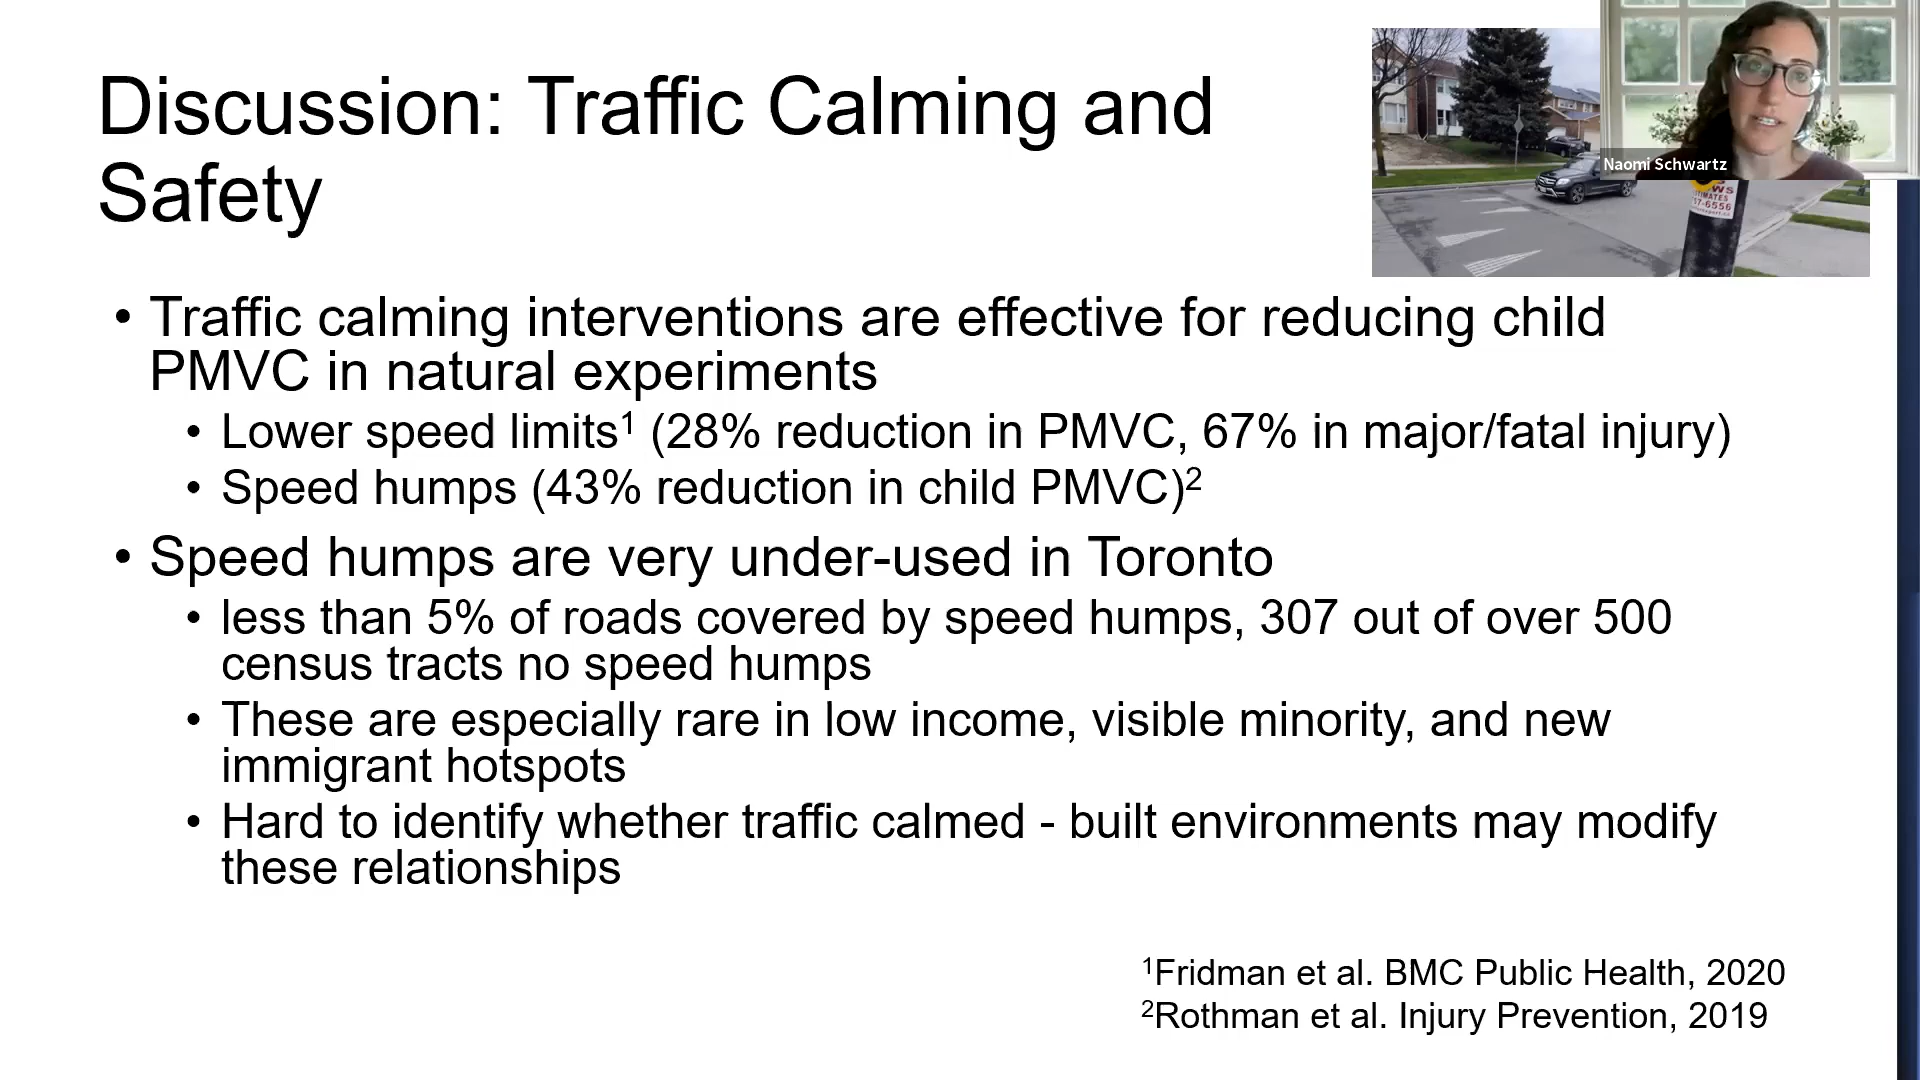 Discussion: Traffic Calming and
Safety
Naomi Schwartz
• Traffic calming interventions are effective for reducing child
PMVC in natural experiments
• Lower speed limits¹ (28% reduction in PMVC, 67% in major/fatal injury)
• Speed humps (43% reduction in child PMVC)²
• Speed humps are very under-used in Toronto
• less than 5% of roads covered by speed humps, 307 out of over 500
census tracts no speed humps
• These are especially rare in low income, visible minority, and new
immigrant hotspots
• Hard to identify whether traffic calmed - built environments may modify
these relationships
¹Fridman et al. BMC Public Health, 2020
²Rothman et al. Injury Prevention, 2019